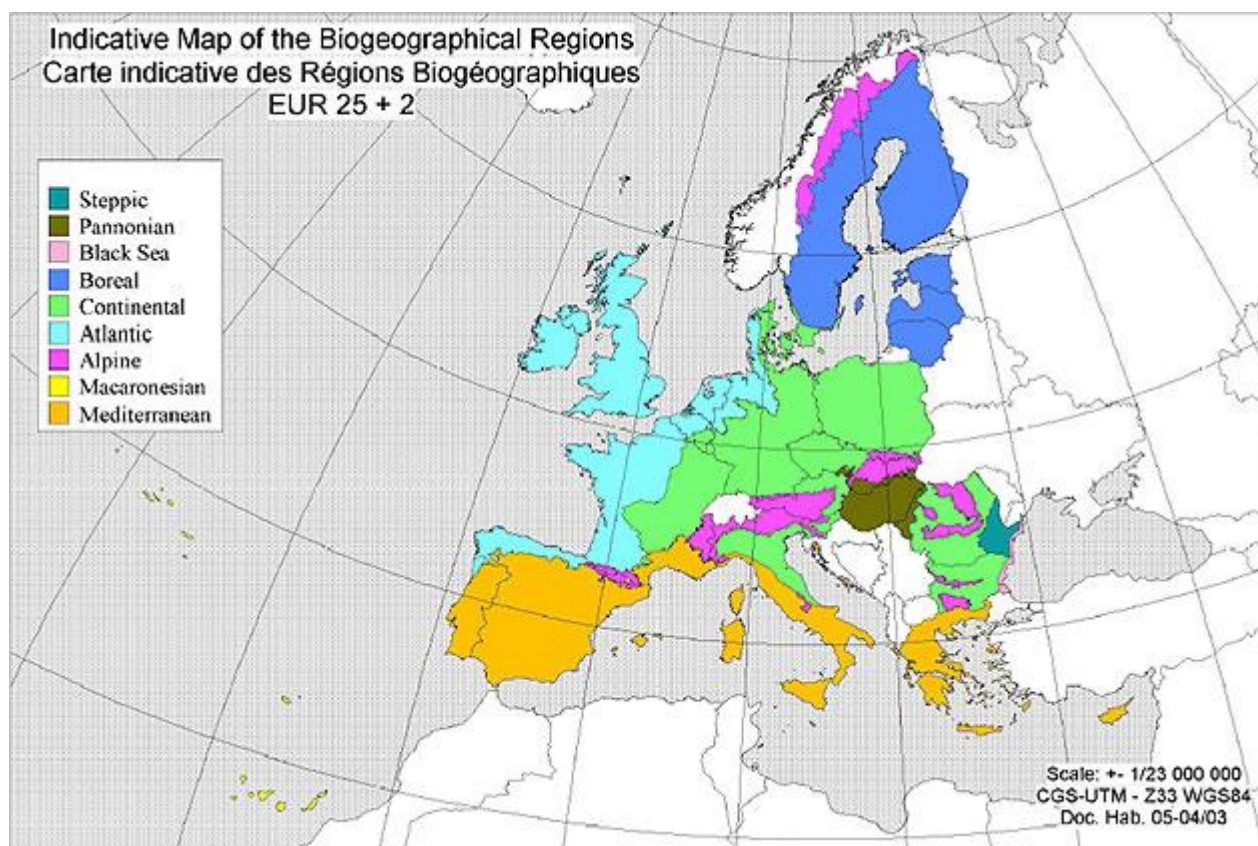 Indicative Map of the Biogeographical Regions
Carte indicative des Régions Biogéographiques
EUR 25 + 2
Steppic
Pannonian
Black Sea
Boreal
Continental
Atlantic
Alpine
Macaronesian
Mediterranean
Scale: +- 1/23 000 000
CGS-UTM - Z33 WGS84
Doc. Hab. 05-04/03